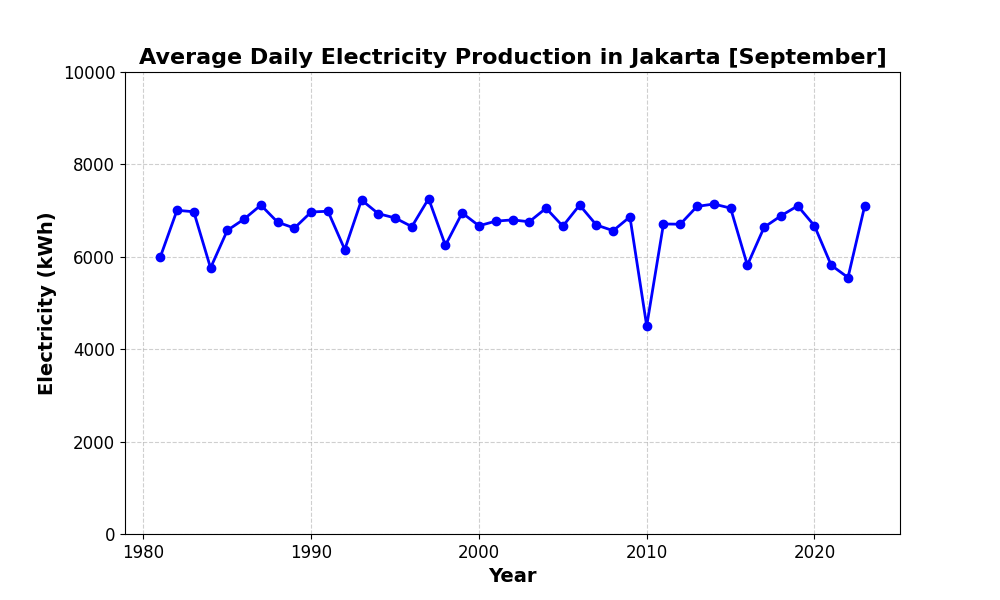 Average Daily Electricity Production in Jakarta [September]
10000
8000
6000
4000
2000
0
Electricity (kWh)
1980 1990 2000 2010 2020
Year